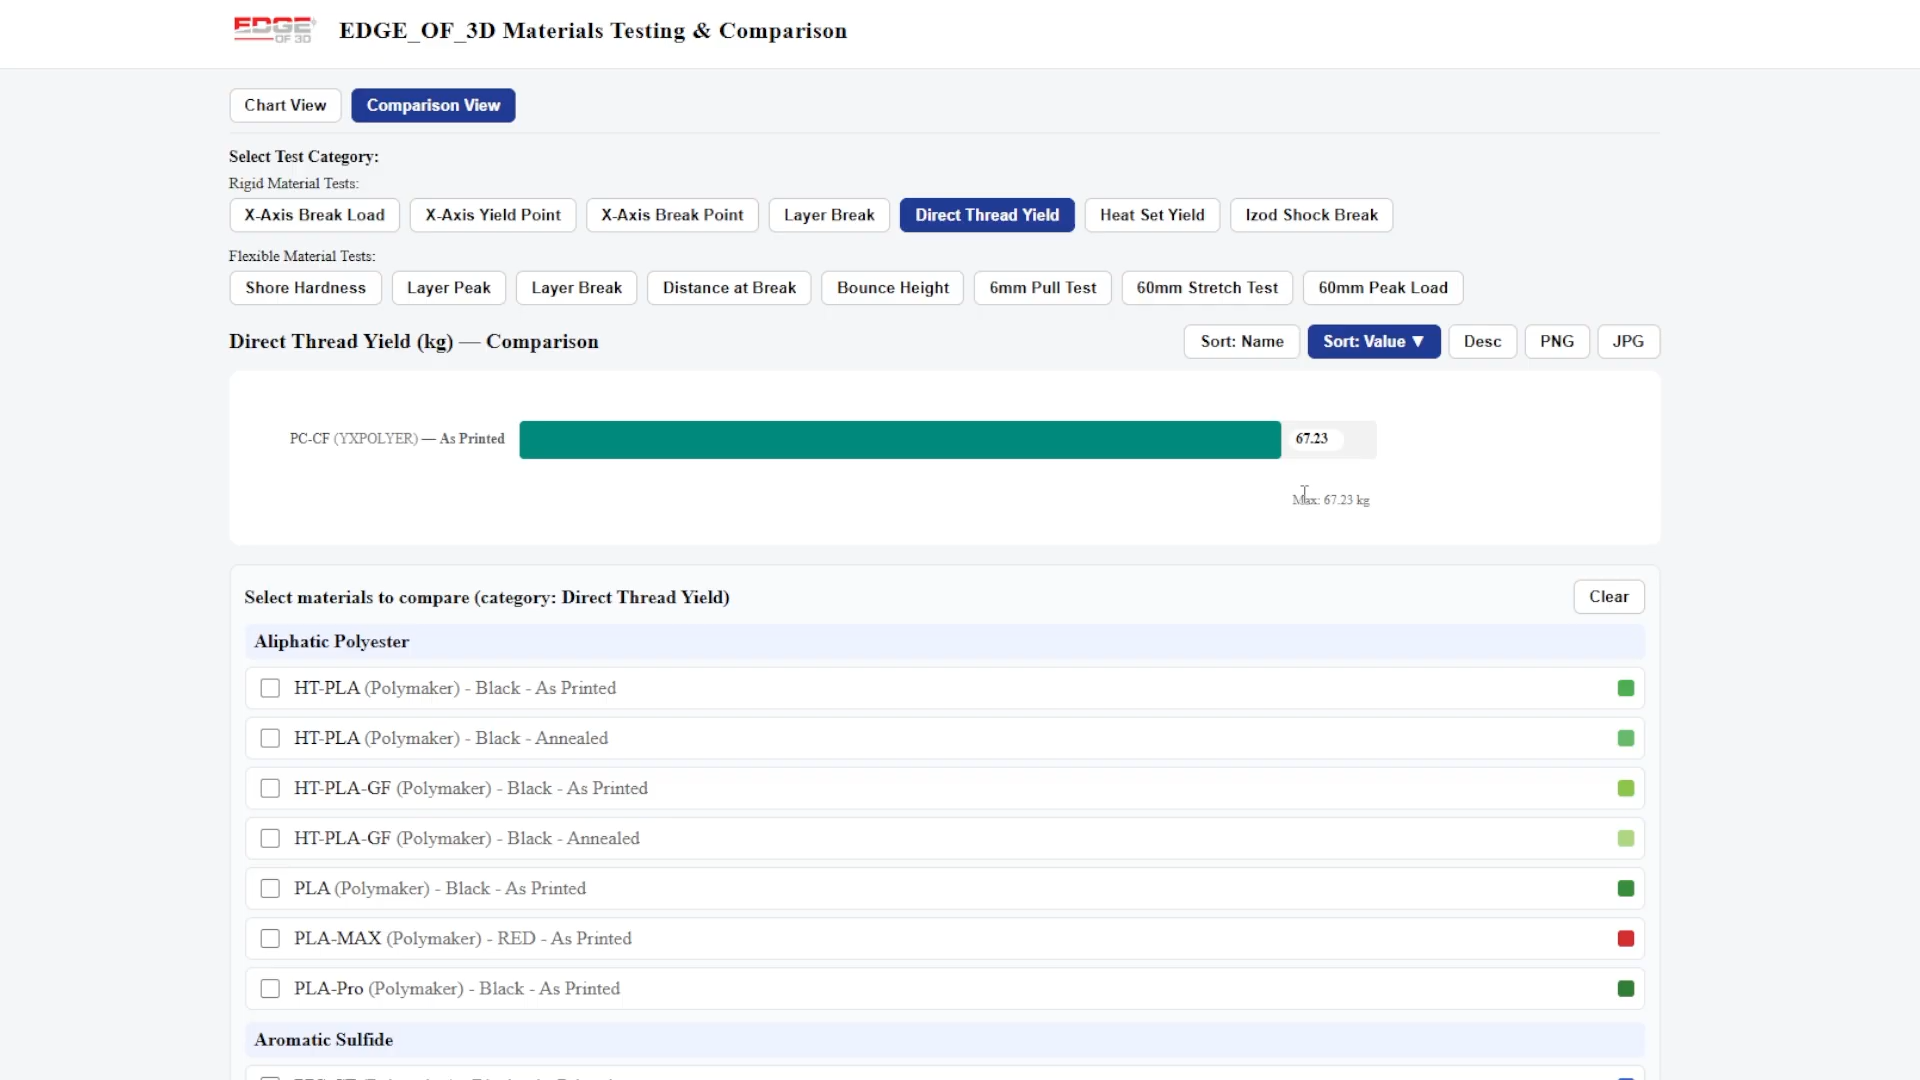 EDGE OF 3D
EDGE_OF_3D Materials Testing & Comparison
Chart View Comparison View
Select Test Category:
Rigid Material Tests:
X-Axis Break Load X-Axis Yield Point X-Axis Break Point Layer Break Direct Thread Yield Heat Set Yield Izod Shock Break
Flexible Material Tests:
Shore Hardness Layer Peak Layer Break Distance at Break Bounce Height 6mm Pull Test 60mm Stretch Test 60mm Peak Load
Direct Thread Yield (kg) — Comparison Sort: Name Sort: Value ▼ Desc PNG JPG
PC-CF (YXPOLYER) — As Printed 67.23
Max: 67.23 kg
Select materials to compare (category: Direct Thread Yield) Clear
Aliphatic Polyester
HT-PLA (Polymaker) - Black - As Printed
HT-PLA (Polymaker) - Black - Annealed
HT-PLA-GF (Polymaker) - Black - As Printed
HT-PLA-GF (Polymaker) - Black - Annealed
PLA (Polymaker) - Black - As Printed
PLA-MAX (Polymaker) - RED - As Printed
PLA-Pro (Polymaker) - Black - As Printed
Aromatic Sulfide